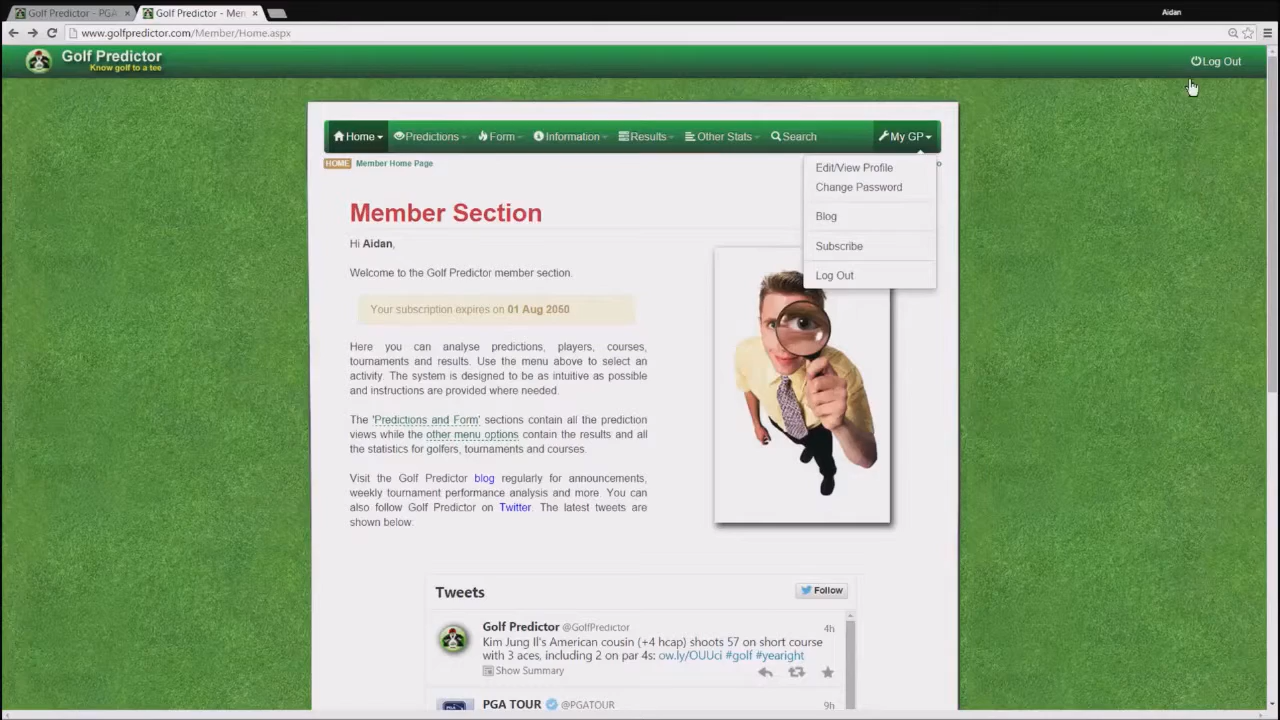 Golf Predictor - PGA
Golf Predictor - Mem
Aidan
www.golfpredictor.com/Member/Home.aspx
Golf Predictor
Know golf to a tee
Log Out
Home
Predictions
Form
Information
Results
Other Stats
Search
My GP
HOME Member Home Page
Edit/View Profile
Change Password
Blog
Subscribe
Log Out
Member Section
Hi Aidan,
Welcome to the Golf Predictor member section.
Your subscription expires on 01 Aug 2050
Here you can analyse predictions, players, courses,
tournaments and results. Use the menu above to select an
activity. The system is designed to be as intuitive as possible
and instructions are provided where needed.
The 'Predictions and Form' sections contain all the prediction
views while the other menu options contain the results and all
the statistics for golfers, tournaments and courses.
Visit the Golf Predictor blog regularly for announcements,
weekly tournament performance analysis and more. You can
also follow Golf Predictor on Twitter. The latest tweets are
shown below.
Tweets
Follow
Golf Predictor @GolfPredictor 4h
Kim Jung Il's American cousin (+4 hcap) shoots 57 on short course
with 3 aces, including 2 on par 4s: ow.ly/OUUci #golf #yearight
Show Summary
PGA TOUR @PGATOUR 9h